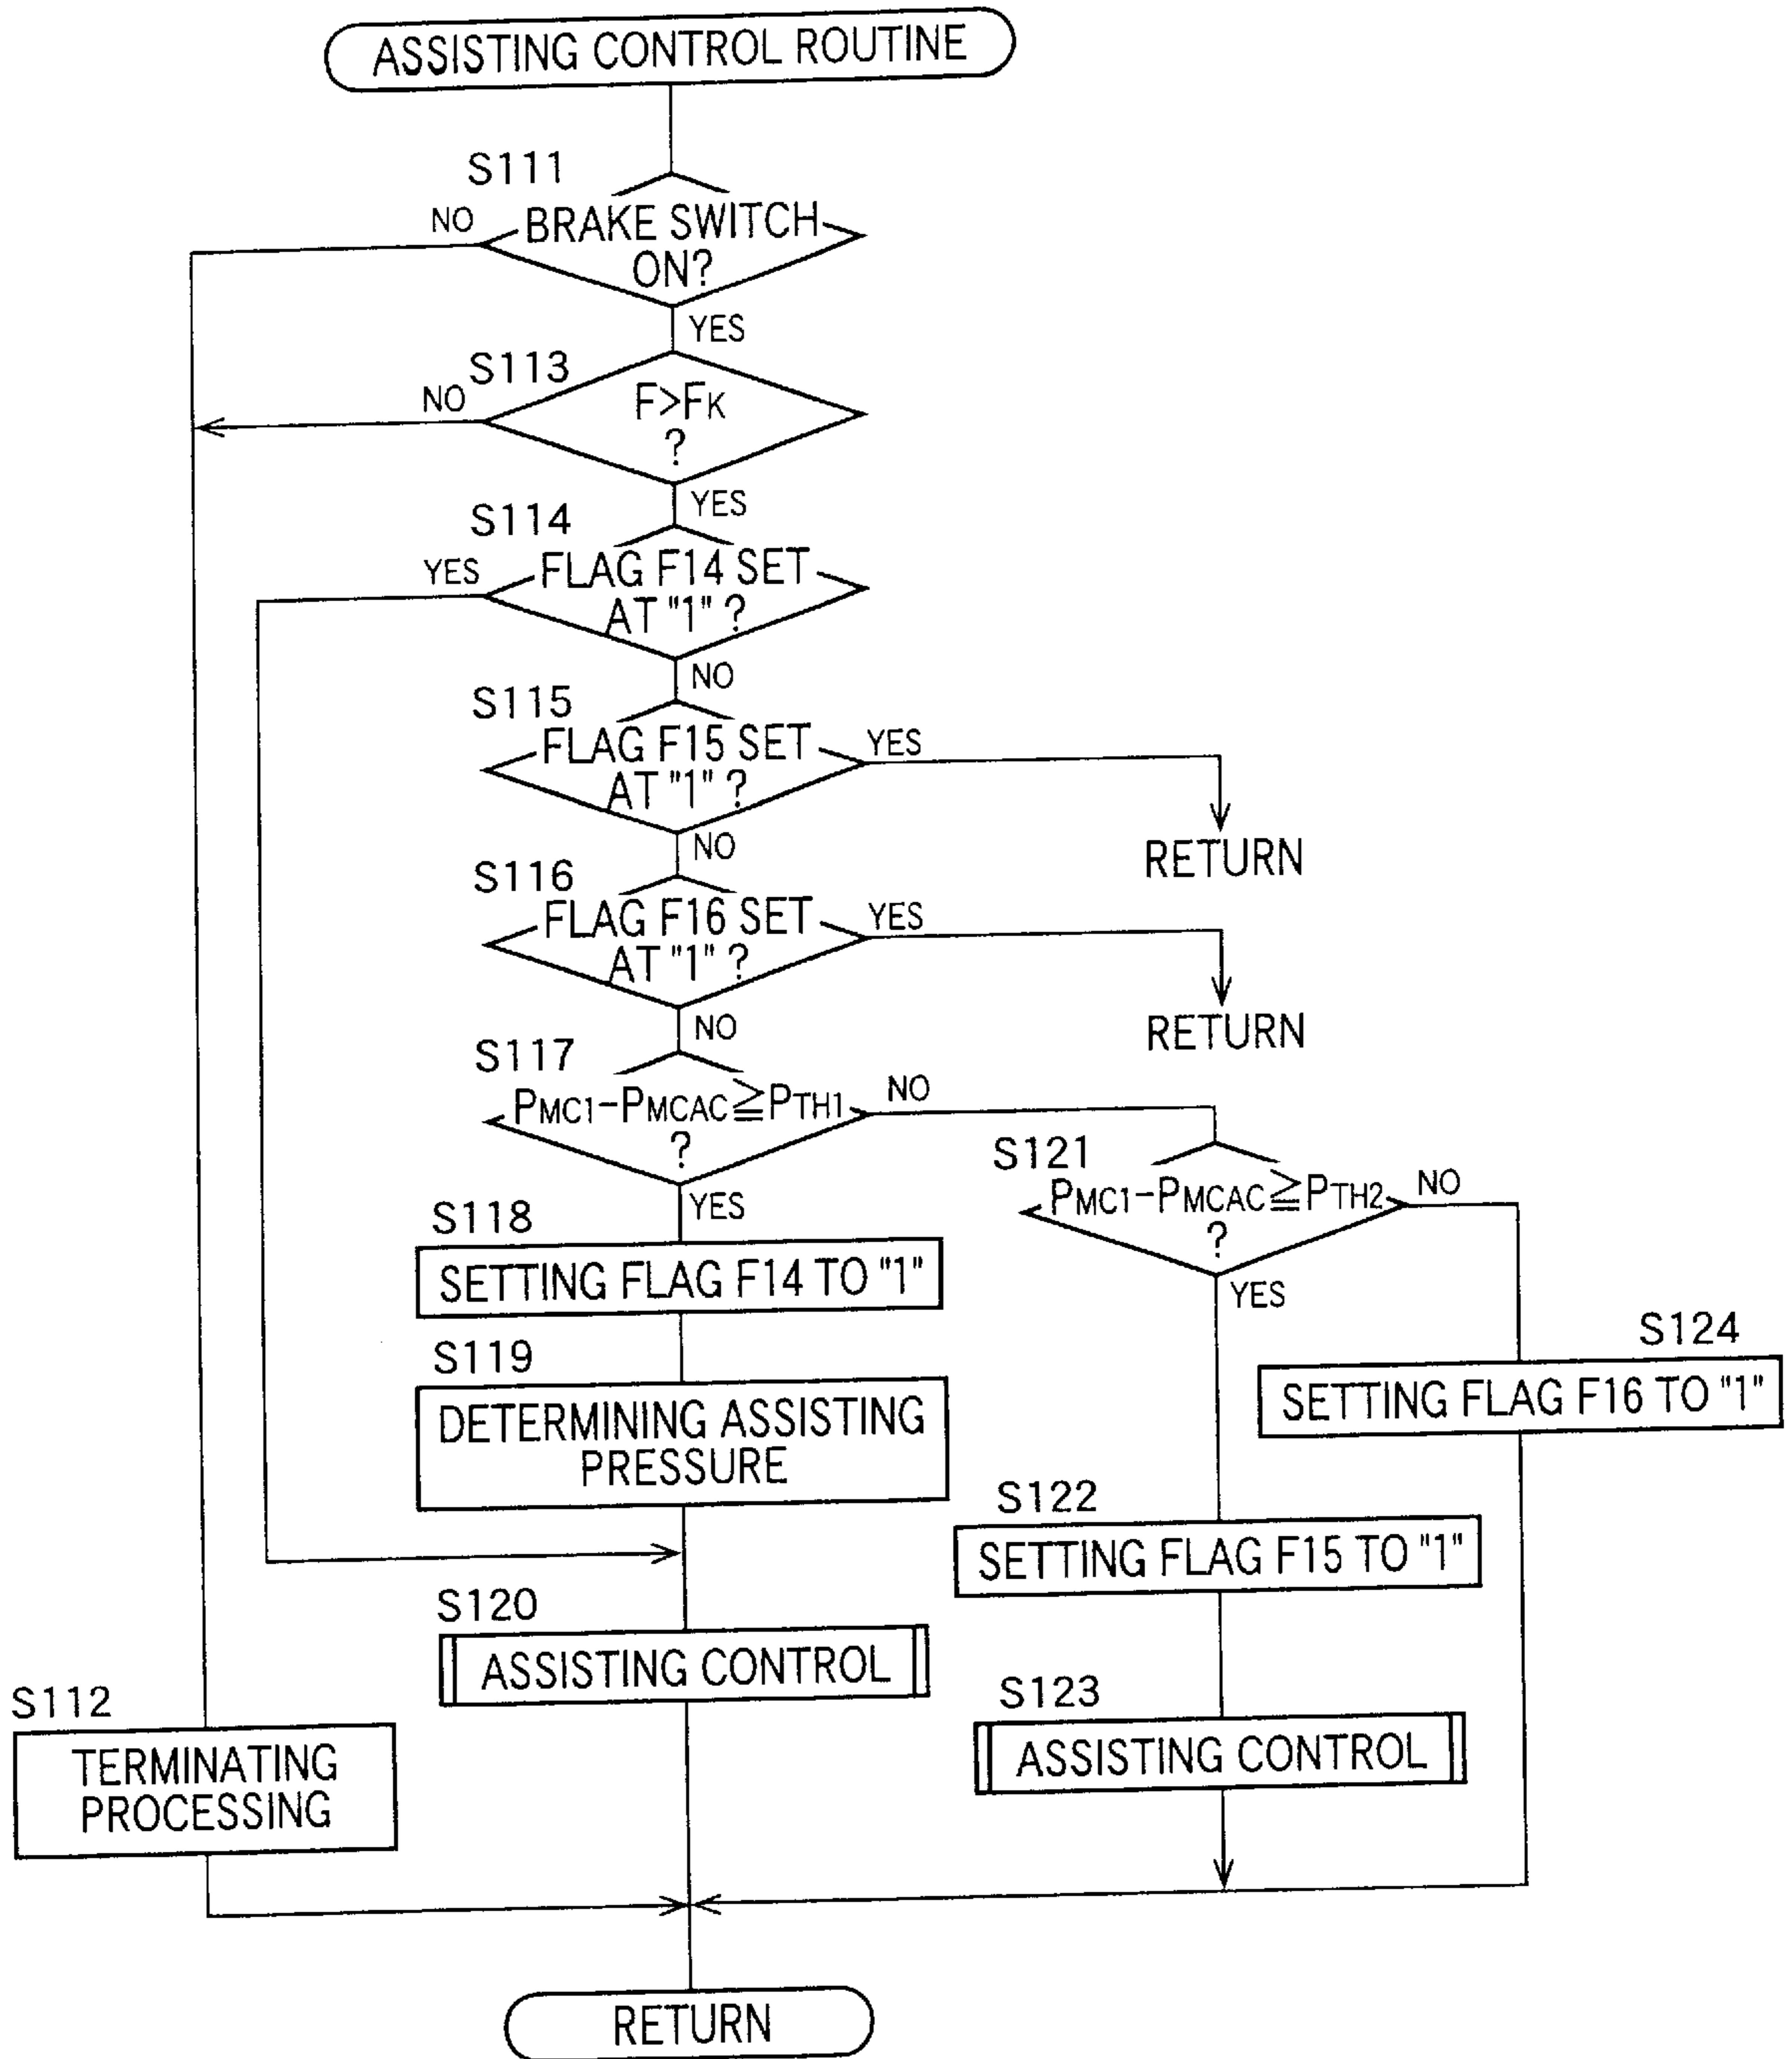 ASSISTING CONTROL ROUTINE
S111
BRAKE SWITCH
ON?
NO
YES
S113
F>FK
?
NO
YES
S114
FLAG F14 SET
AT "1" ?
YES
NO
S115
FLAG F15 SET
AT "1" ?
YES
RETURN
NO
S116
FLAG F16 SET
AT "1" ?
YES
RETURN
NO
S117
PMC1-PMCAC≧PTH1
?
NO
YES
S121
PMC1-PMCAC≧PTH2
?
NO
YES
S118
SETTING FLAG F14 TO "1"
S124
SETTING FLAG F16 TO "1"
S119
DETERMINING ASSISTING
PRESSURE
S122
SETTING FLAG F15 TO "1"
S120
ASSISTING CONTROL
S123
ASSISTING CONTROL
S112
TERMINATING
PROCESSING
RETURN